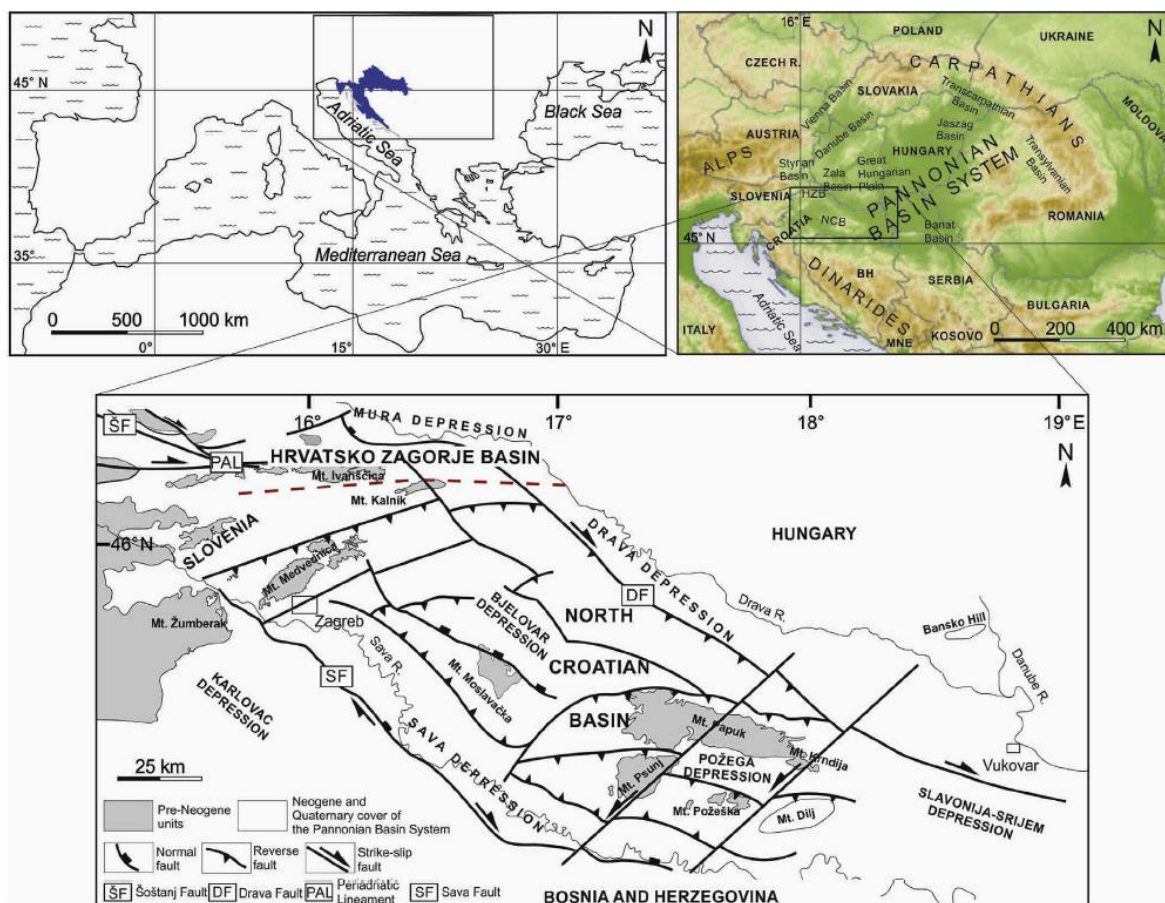 N
45° N
Adriatic Sea
Black Sea
35°
Mediterranean Sea
0 500 1000 km
0° 15° 30° E
16° E
N
POLAND
UKRAINE
CZECH R.
CARPATHIANS
SLOVAKIA
Transcarpathian
Basin
MOLDOVA
Vienna Basin
Danube Basin
Jaszag
Basin
AUSTRIA
HUNGARY
ALPS
Styrian
Basin
Zala
Basin
Great
Hungarian
Plain
PANNONIAN
BASIN SYSTEM
Transylvanian
Basin
SLOVENIA
HZB
ROMANIA
CROATIA
NCB
Banat
Basin
45° N
BH
SERBIA
DINARIDES
BULGARIA
Adriatic Sea
ITALY
MNE
KOSOVO
0 200 400 km
16° 17° 18° 19° E
N
ŠF
MURA DEPRESSION
PAL
HRVATSKO ZAGORJE BASIN
Mt. Ivanščica
Mt. Kalnik
SLOVENIA
46° N
HUNGARY
Mt. Medvednica
DRAVA DEPRESSION
DF
Drava R.
NORTH
BJELOVAR
DEPRESSION
Mt. Žumberak
Zagreb
Bansko Hill
Sava R.
CROATIAN
Danube R.
SF
Mt. Moslavačka
KARLOVAC
DEPRESSION
SAVA DEPRESSION
BASIN
Mt. Papuk
Mt. Krndija
Vukovar
POŽEGA
DEPRESSION
Mt. Psunj
Mt. Požeška
Mt. Dilj
SLAVONIJA-SRIJEM
DEPRESSION
25 km
Pre-Neogene
units
Neogene and
Quaternary cover of
the Pannonian Basin System
Normal
fault
Reverse
fault
Strike-slip
fault
ŠF Šoštanj Fault DF Drava Fault PAL Periadriatic
Lineament SF Sava Fault
BOSNIA AND HERZEGOVINA